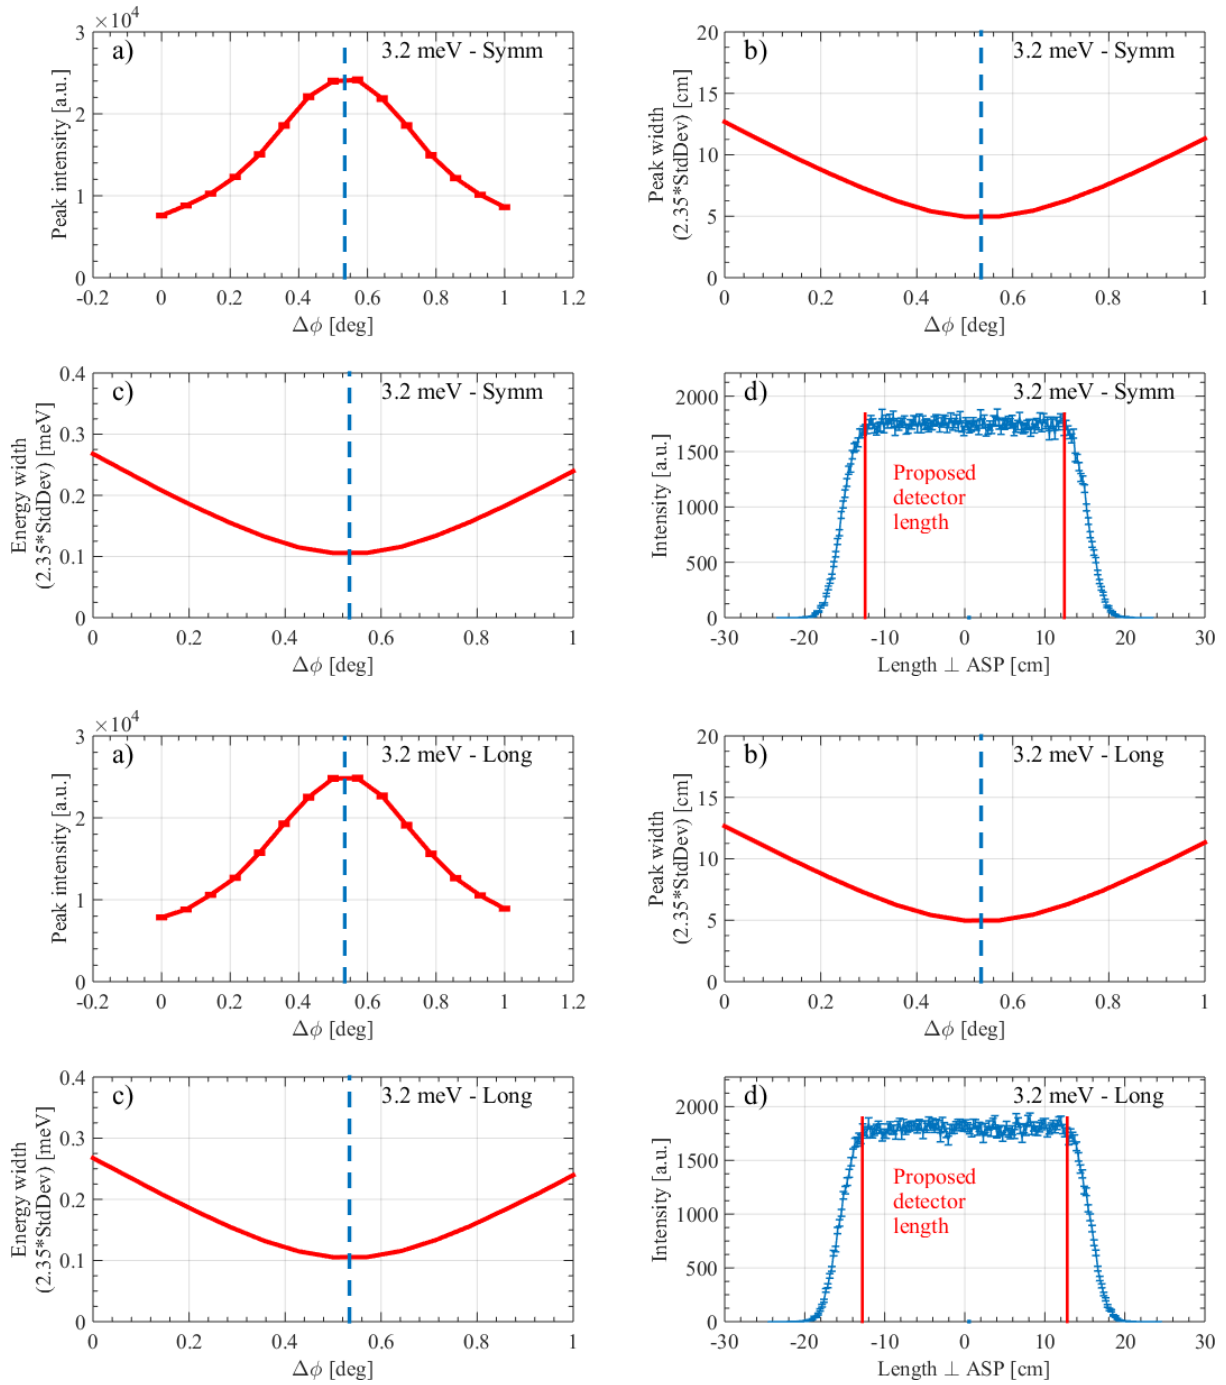 ×10⁴
3
2
1
0
a)
3.2 meV - Symm
Peak intensity [a.u.]
-0.2 0 0.2 0.4 0.6 0.8 1 1.2
Δϕ [deg]
20
15
10
5
0
b)
3.2 meV - Symm
Peak width
(2.35*StdDev) [cm]
0 0.2 0.4 0.6 0.8 1
Δϕ [deg]
0.4
0.3
0.2
0.1
0
c)
3.2 meV - Symm
Energy width
(2.35*StdDev) [meV]
0 0.2 0.4 0.6 0.8 1
Δϕ [deg]
2000
1500
1000
500
0
d)
3.2 meV - Symm
Intensity [a.u.]
Proposed
detector
length
-30 -20 -10 0 10 20 30
Length ⊥ ASP [cm]
×10⁴
3
2
1
0
a)
3.2 meV - Long
Peak intensity [a.u.]
-0.2 0 0.2 0.4 0.6 0.8 1 1.2
Δϕ [deg]
20
15
10
5
0
b)
3.2 meV - Long
Peak width
(2.35*StdDev) [cm]
0 0.2 0.4 0.6 0.8 1
Δϕ [deg]
0.4
0.3
0.2
0.1
0
c)
3.2 meV - Long
Energy width
(2.35*StdDev) [meV]
0 0.2 0.4 0.6 0.8 1
Δϕ [deg]
2000
1500
1000
500
0
d)
3.2 meV - Long
Intensity [a.u.]
Proposed
detector
length
-30 -20 -10 0 10 20 30
Length ⊥ ASP [cm]